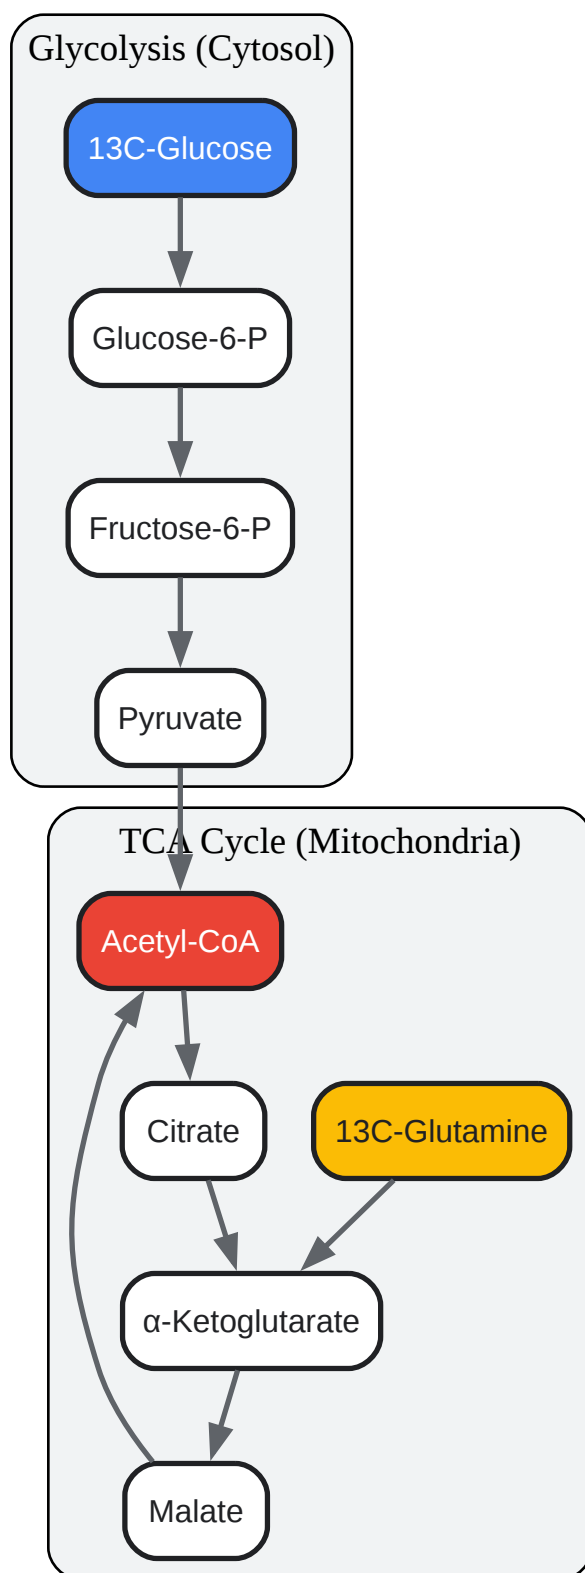 Glycolysis (Cytosol)
13C-Glucose
Glucose-6-P
Fructose-6-P
Pyruvate
TCA Cycle (Mitochondria)
Acetyl-CoA
Citrate
13C-Glutamine
α-Ketoglutarate
Malate